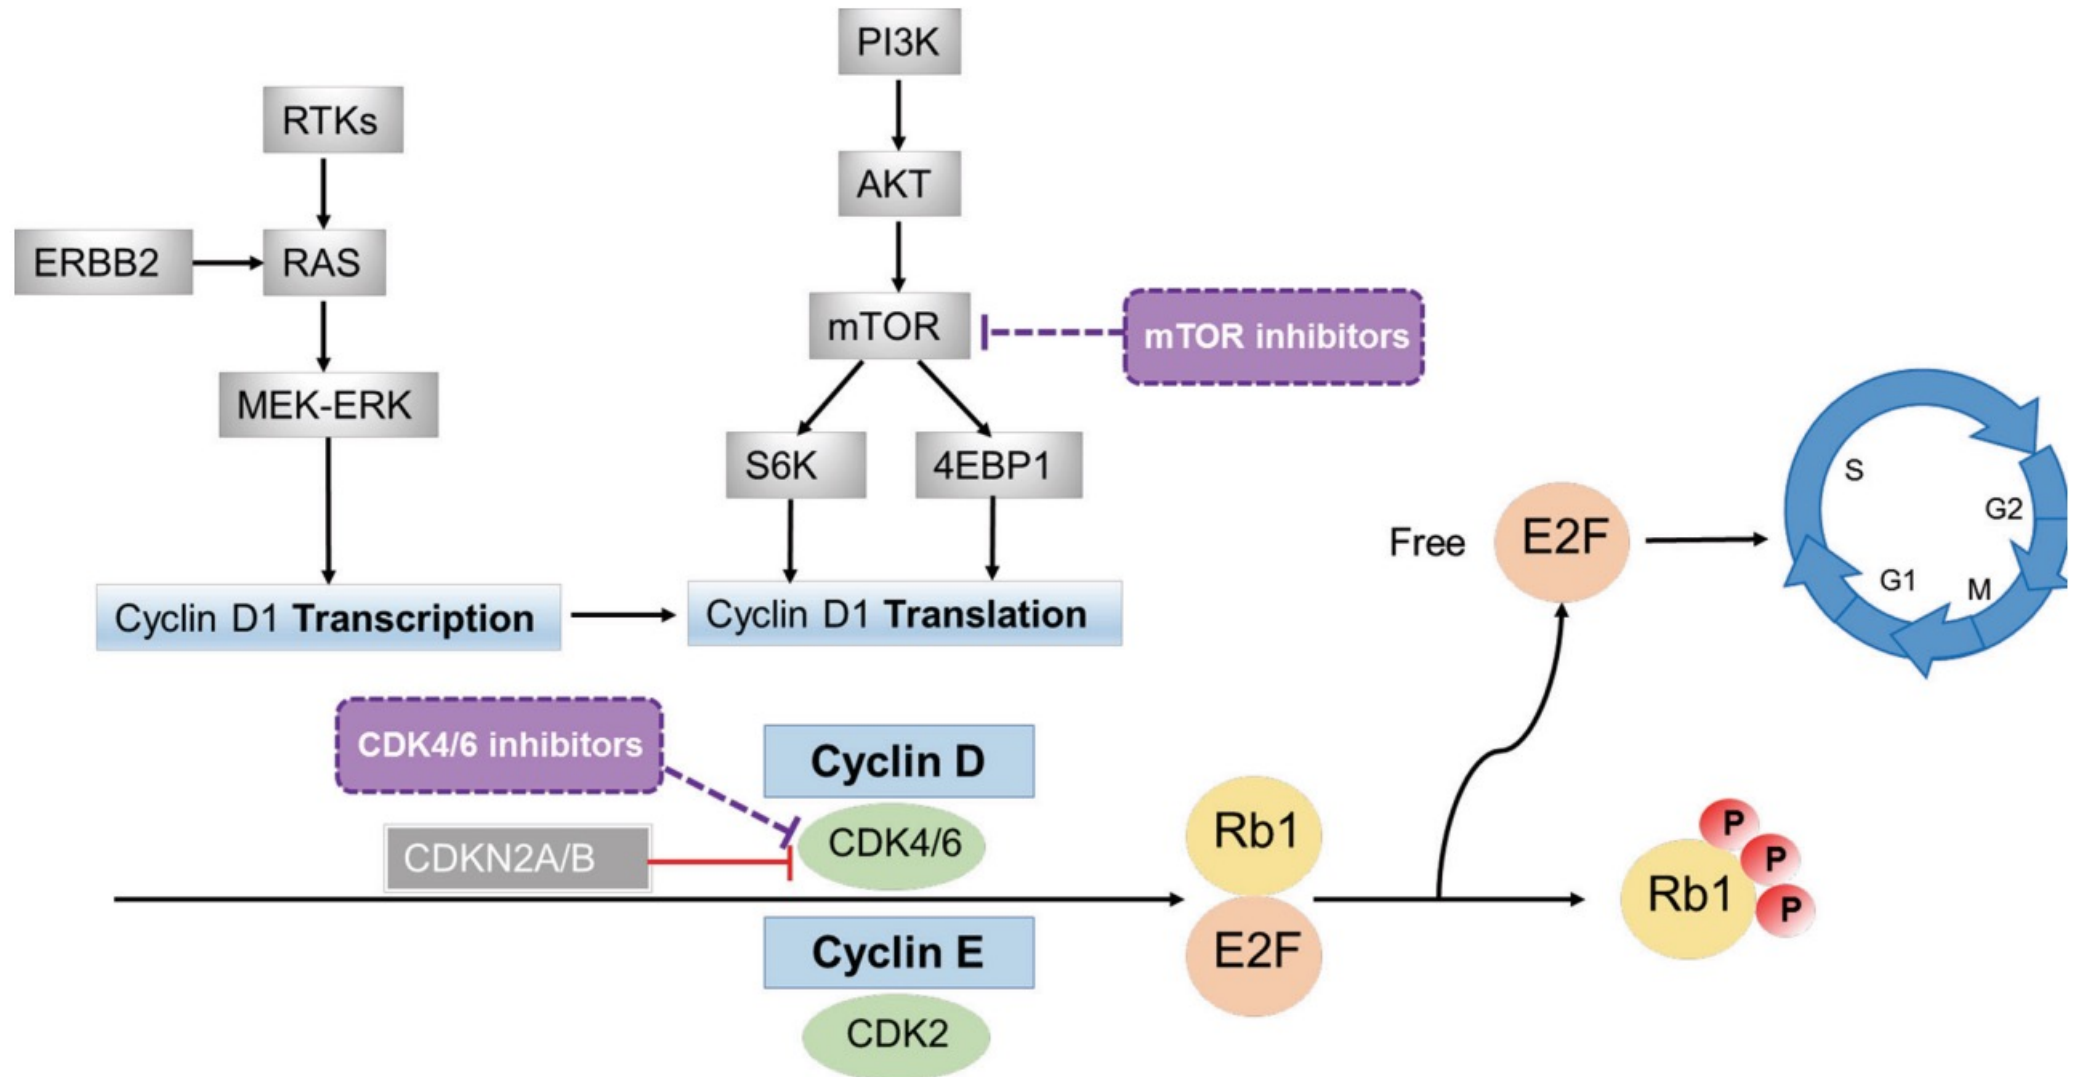 PI3K
RTKs
AKT
ERBB2
RAS
mTOR
mTOR inhibitors
MEK-ERK
S6K
4EBP1
S
G2
Free
E2F
G1
M
Cyclin D1 Transcription
Cyclin D1 Translation
CDK4/6 inhibitors
Cyclin D
CDKN2A/B
CDK4/6
Rb1
P
P
P
Rb1
Cyclin E
E2F
CDK2